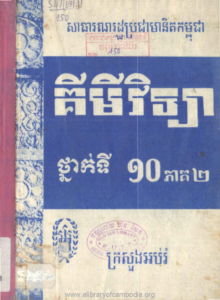 សាធារណរដ្ឋប្រជាមានិតកម្ពុជា
គីមីវិទ្យា
ថ្នាក់ទី ១០ ភាគ ២
ក្រសួងអប់រំ
www.elibraryofcambodia.org